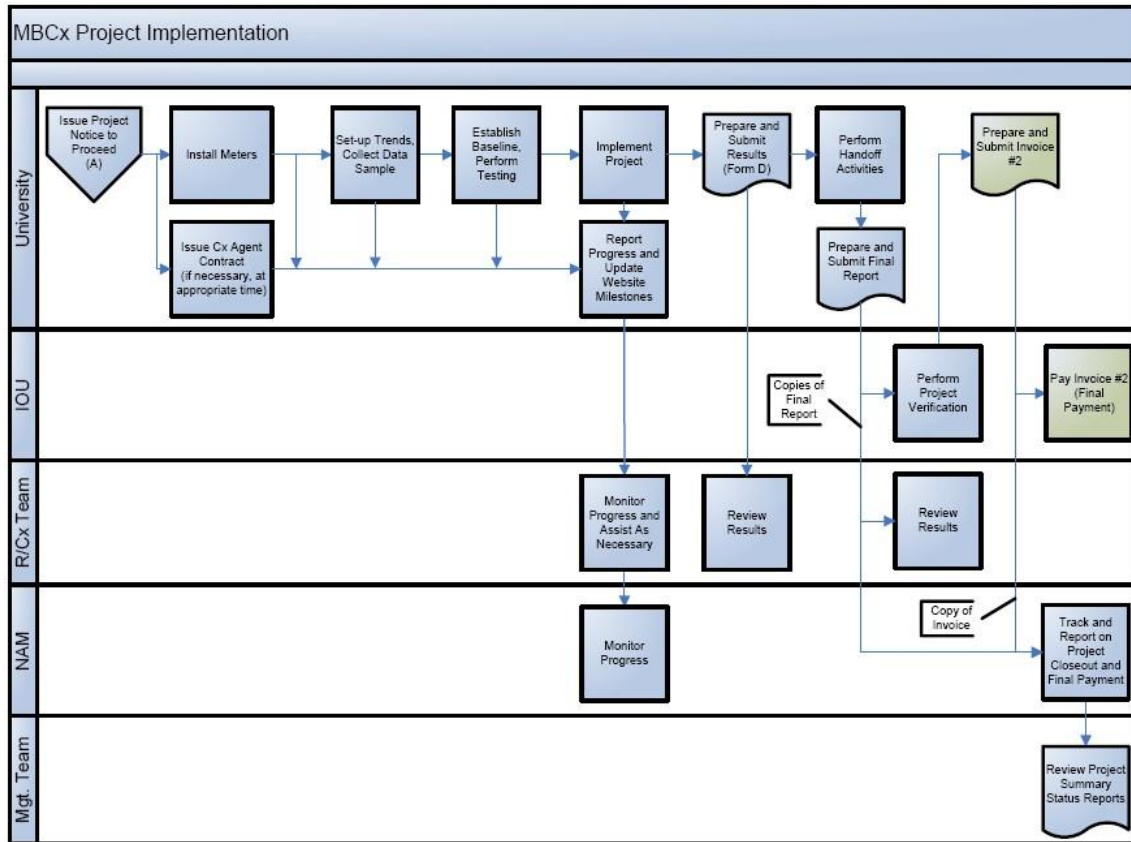 MBCx Project Implementation
University
Issue Project
Notice to
Proceed
(A)
Install Meters
Set-up Trends,
Collect Data
Sample
Establish
Baseline,
Perform
Testing
Implement
Project
Prepare and
Submit
Results
(Form D)
Perform
Handoff
Activities
Prepare and
Submit Invoice
#2
Issue Cx Agent
Contract
(if necessary, at
appropriate time)
Report
Progress and
Update
Website
Milestones
Prepare and
Submit Final
Report
IOU
Copies of
Final
Report
Perform
Project
Verification
Pay Invoice #2
(Final
Payment)
R/Cx Team
Monitor
Progress and
Assist As
Necessary
Review
Results
Review
Results
NAM
Monitor
Progress
Copy of
Invoice
Track and
Report on
Project
Closeout and
Final Payment
Mgt. Team
Review Project
Summary
Status Reports